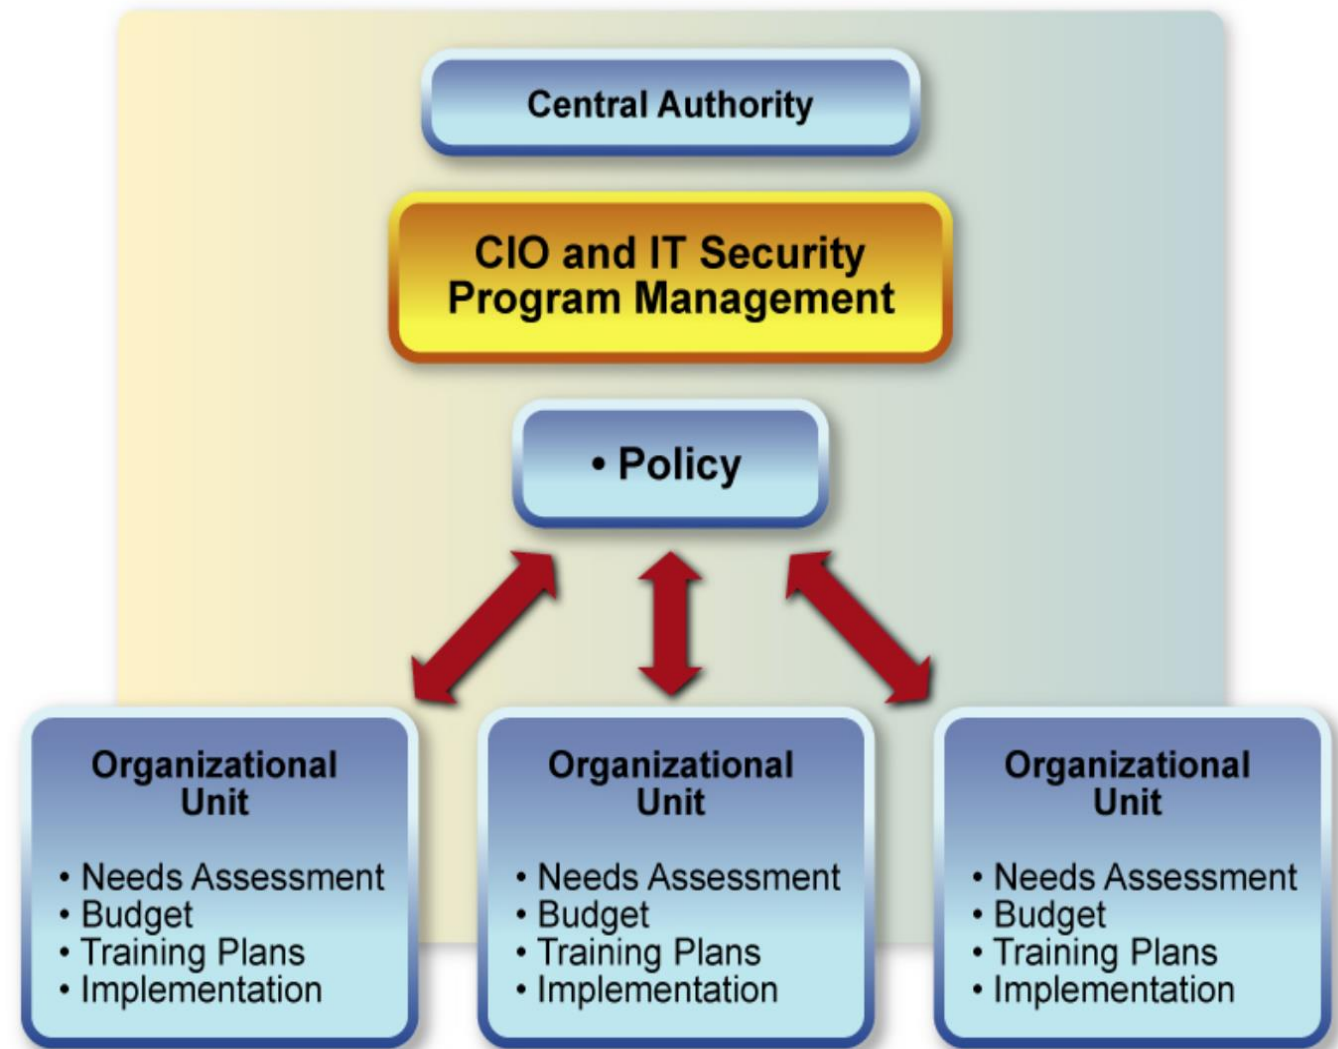 Central Authority
CIO and IT Security
Program Management
• Policy
Organizational
Unit
• Needs Assessment
• Budget
• Training Plans
• Implementation
Organizational
Unit
• Needs Assessment
• Budget
• Training Plans
• Implementation
Organizational
Unit
• Needs Assessment
• Budget
• Training Plans
• Implementation